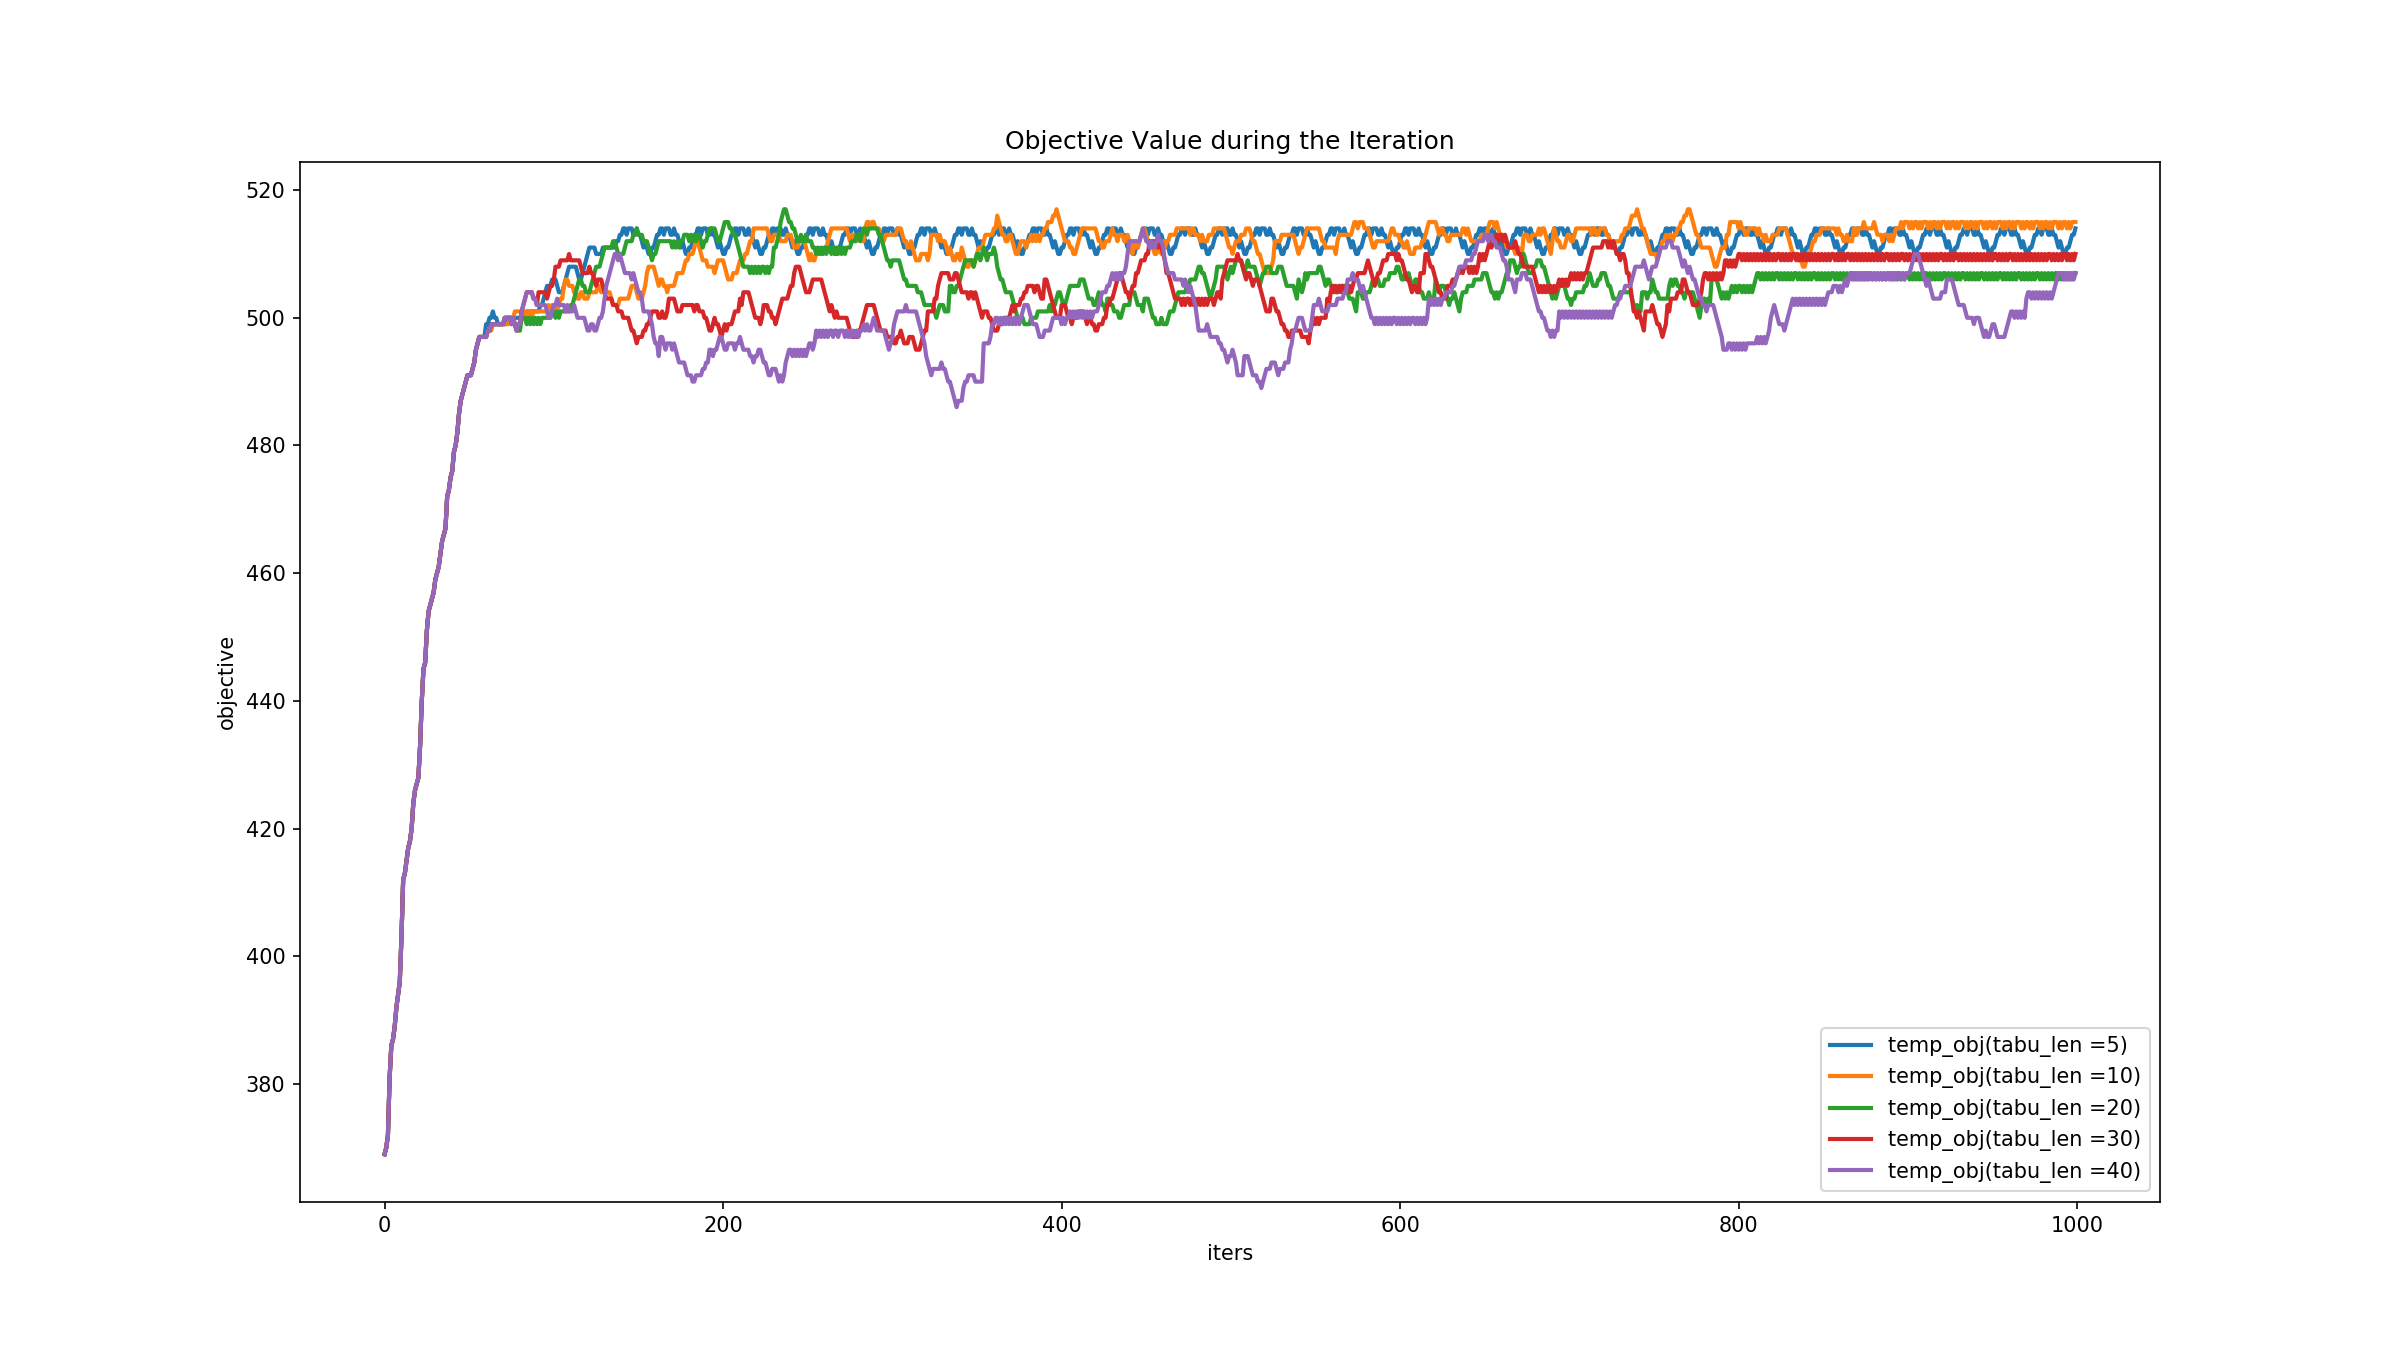 Objective Value during the Iteration
520
500
480
460
440
420
400
380
objective
0 200 400 600 800 1000
iters
temp_obj(tabu_len =5)
temp_obj(tabu_len =10)
temp_obj(tabu_len =20)
temp_obj(tabu_len =30)
temp_obj(tabu_len =40)